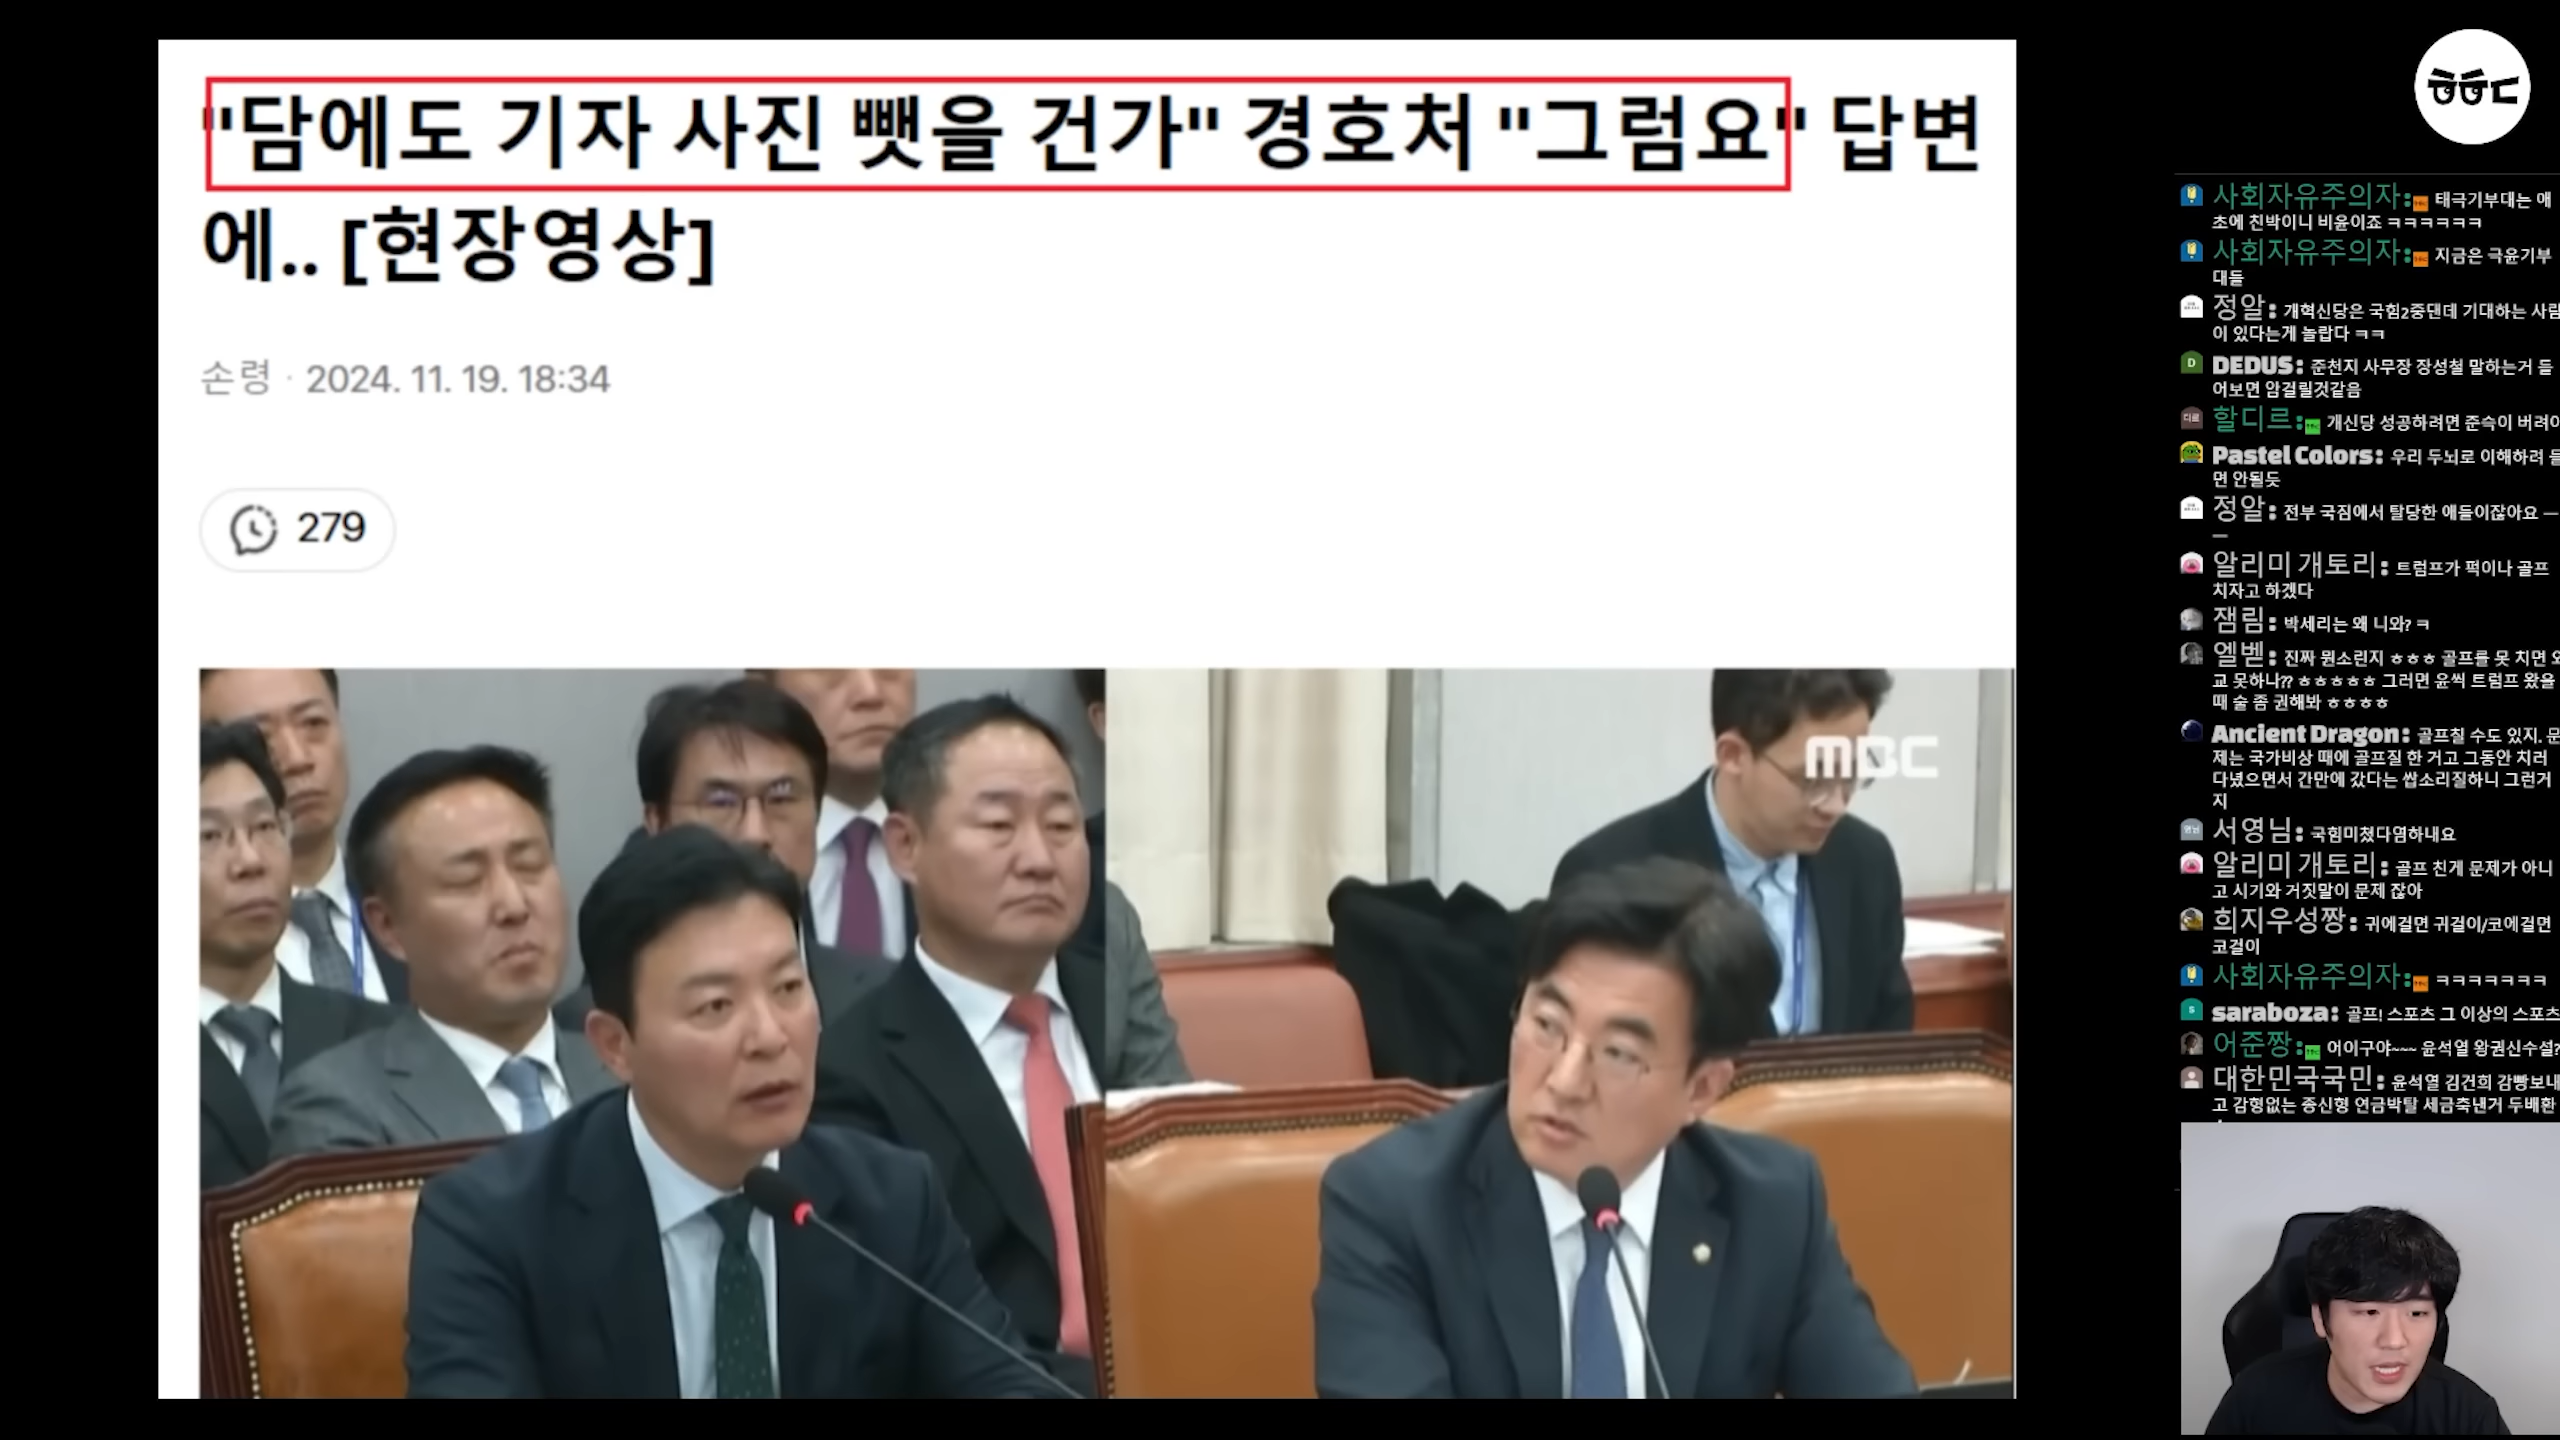 "담에도 기자 사진 뺏을 건가" 경호처 "그럼요" 답변
에.. [현장영상]
손령 · 2024. 11. 19. 18:34
279
MBC
사회자유주의자: 태극기부대는 애
초에 친박이니 비윤이죠 ㅋㅋㅋㅋㅋㅋ
사회자유주의자: 지금은 극윤기부
대들
정알: 개혁신당은 국힘2중댄데 기대하는 사람
이 있다는게 놀랍다 ㅋㅋ
DEDUS: 준천지 사무장 장성철 말하는거 들
어보면 암걸릴것같음
할디르: 개신당 성공하려면 준슥이 버려야
Pastel Colors: 우리 두뇌로 이해하려 들
면 안될듯
정알: 전부 국짐에서 탈당한 애들이잖아요 ㅡ
ㅡ
알리미 개토리: 트럼프가 퍽이나 골프
치자고 하겠다
잼림: 박세리는 왜 니와? ㅋ
엘벧: 진짜 뭔소린지 ㅎㅎㅎ 골프를 못 치면 외
교 못하나?? ㅎㅎㅎㅎㅎ 그러면 윤씩 트럼프 왔을
때 술 좀 권해봐 ㅎㅎㅎㅎ
Ancient Dragon: 골프칠 수도 있지. 문
제는 국가비상 때에 골프질 한 거고 그동안 치러
다녔으면서 간만에 갔다는 쌉소리질하니 그런거
지
서영님: 국힘미쳤다염하내요
알리미 개토리: 골프 친게 문제가 아니
고 시기와 거짓말이 문제 잖아
희지우성짱: 귀에걸면 귀걸이/코에걸면
코걸이
사회자유주의자: ㅋㅋㅋㅋㅋㅋㅋ
saraboza: 골프! 스포츠 그 이상의 스포츠
어준짱: 어이구야~~~ 윤석열 왕권신수설?
대한민국국민: 윤석열 김건희 감빵보내
고 감형없는 종신형 연금박탈 세금축낸거 두배환